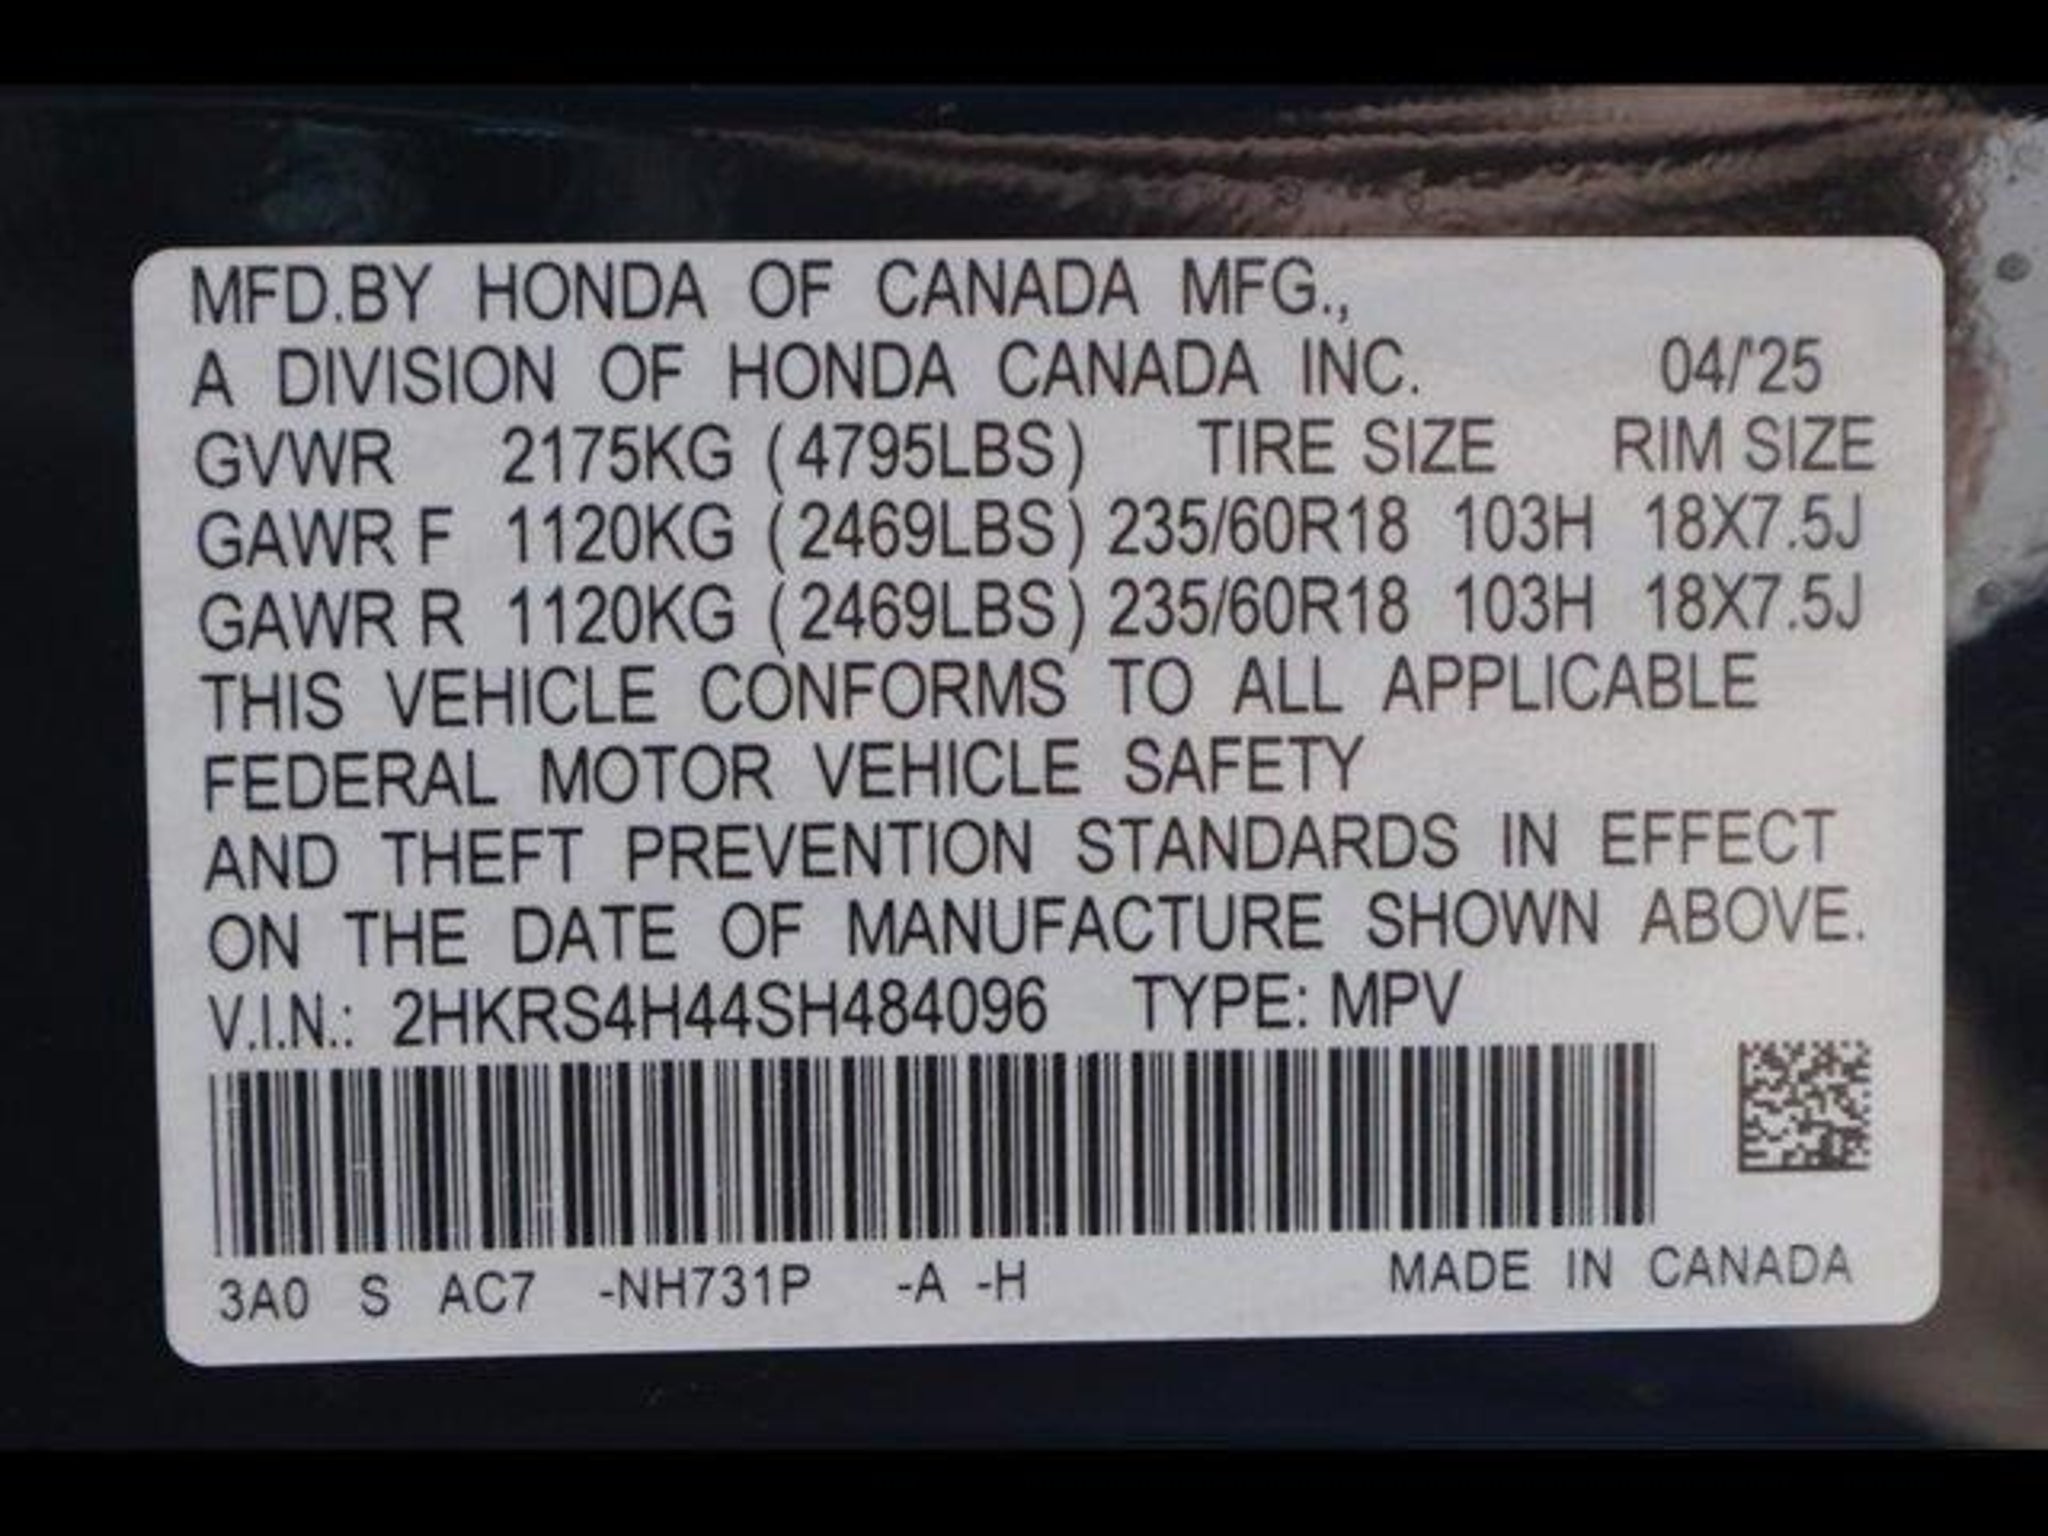 MFD.BY HONDA OF CANADA MFG.,
A DIVISION OF HONDA CANADA INC. 04/'25
GVWR 2175KG (4795LBS) TIRE SIZE RIM SIZE
GAWR F 1120KG (2469LBS) 235/60R18 103H 18X7.5J
GAWR R 1120KG (2469LBS) 235/60R18 103H 18X7.5J
THIS VEHICLE CONFORMS TO ALL APPLICABLE
FEDERAL MOTOR VEHICLE SAFETY
AND THEFT PREVENTION STANDARDS IN EFFECT
ON THE DATE OF MANUFACTURE SHOWN ABOVE.
V.I.N.: 2HKRS4H44SH484096 TYPE: MPV
3A0 S AC7 -NH731P -A -H MADE IN CANADA